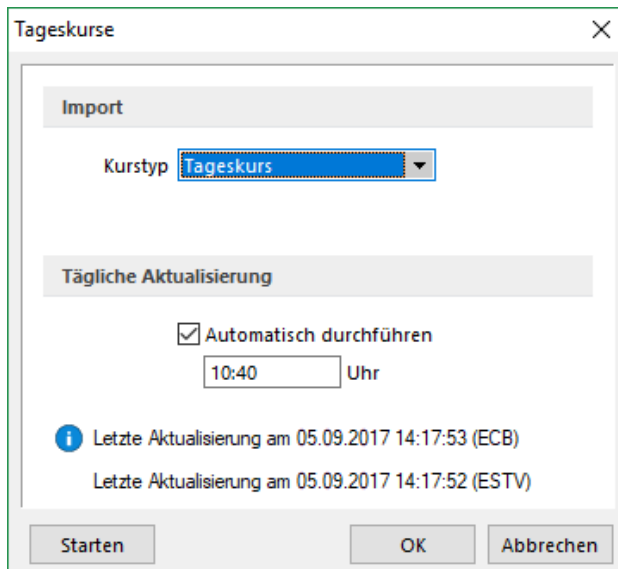 Tageskurse
Import
Kurstyp Tageskurs
Tägliche Aktualisierung
Automatisch durchführen
10:40 Uhr
Letzte Aktualisierung am 05.09.2017 14:17:53 (ECB)
Letzte Aktualisierung am 05.09.2017 14:17:52 (ESTV)
Starten OK Abbrechen